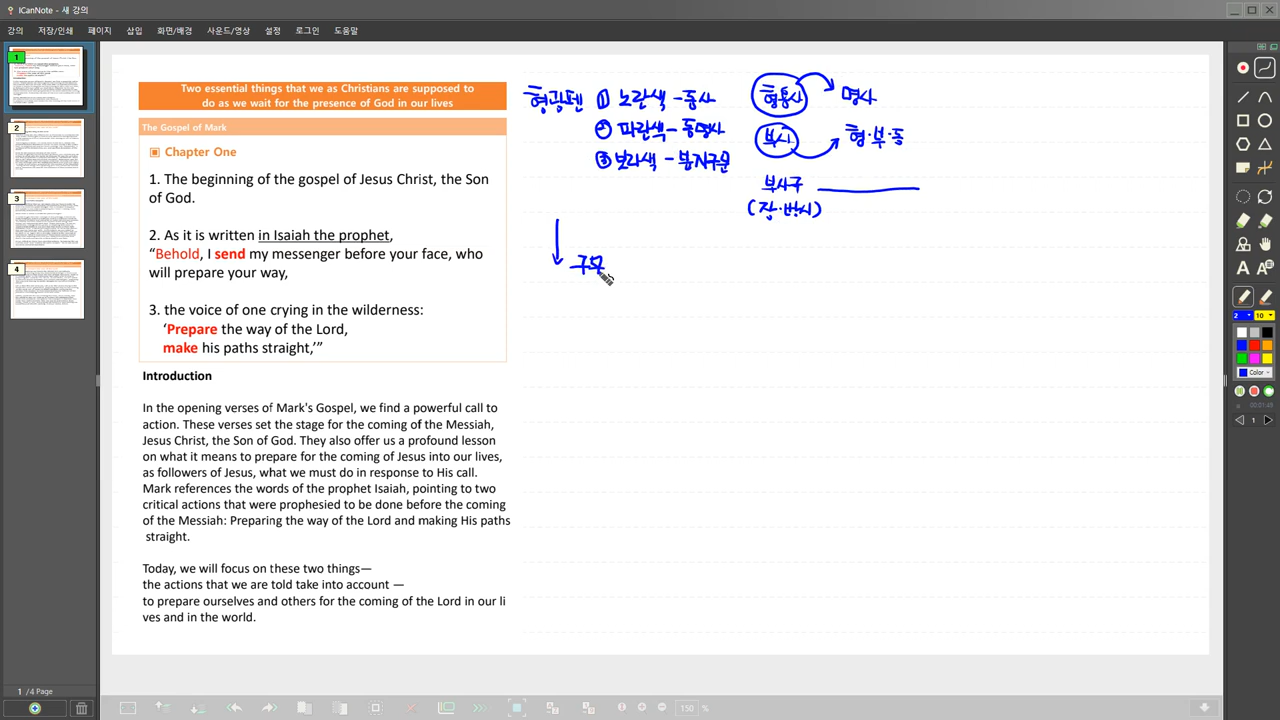 ICanNote - 새 강의
강의 저장/인쇄 페이지 삽입 화면/배경 사운드/영상 설정 로그인 도움말
1
2
3
4
Two essential things that we as Christians are supposed to
do as we wait for the presence of God in our lives
The Gospel of Mark
Chapter One
1. The beginning of the gospel of Jesus Christ, the Son
of God.
2. As it is written in Isaiah the prophet,
“Behold, I send my messenger before your face, who
will prepare your way,
3. the voice of one crying in the wilderness:
‘Prepare the way of the Lord,
make his paths straight,’”
Introduction
In the opening verses of Mark's Gospel, we find a powerful call to
action. These verses set the stage for the coming of the Messiah,
Jesus Christ, the Son of God. They also offer us a profound lesson
on what it means to prepare for the coming of Jesus into our lives,
as followers of Jesus, what we must do in response to His call.
Mark references the words of the prophet Isaiah, pointing to two
critical actions that were prophesied to be done before the coming
of the Messiah: Preparing the way of the Lord and making His paths
straight.
Today, we will focus on these two things—
the actions that we are told take into account —
to prepare ourselves and others for the coming of the Lord in our li
ves and in the world.
형광펜 ① 노란색 - 동사
② 파란색 - 동명사
③ 보라색 - 분사구문
형용사 명사
부사 형·부·동
부사구
(장·방·시)
구문
2 10
Color
00:01:45
1
1 /4 Page
150 %